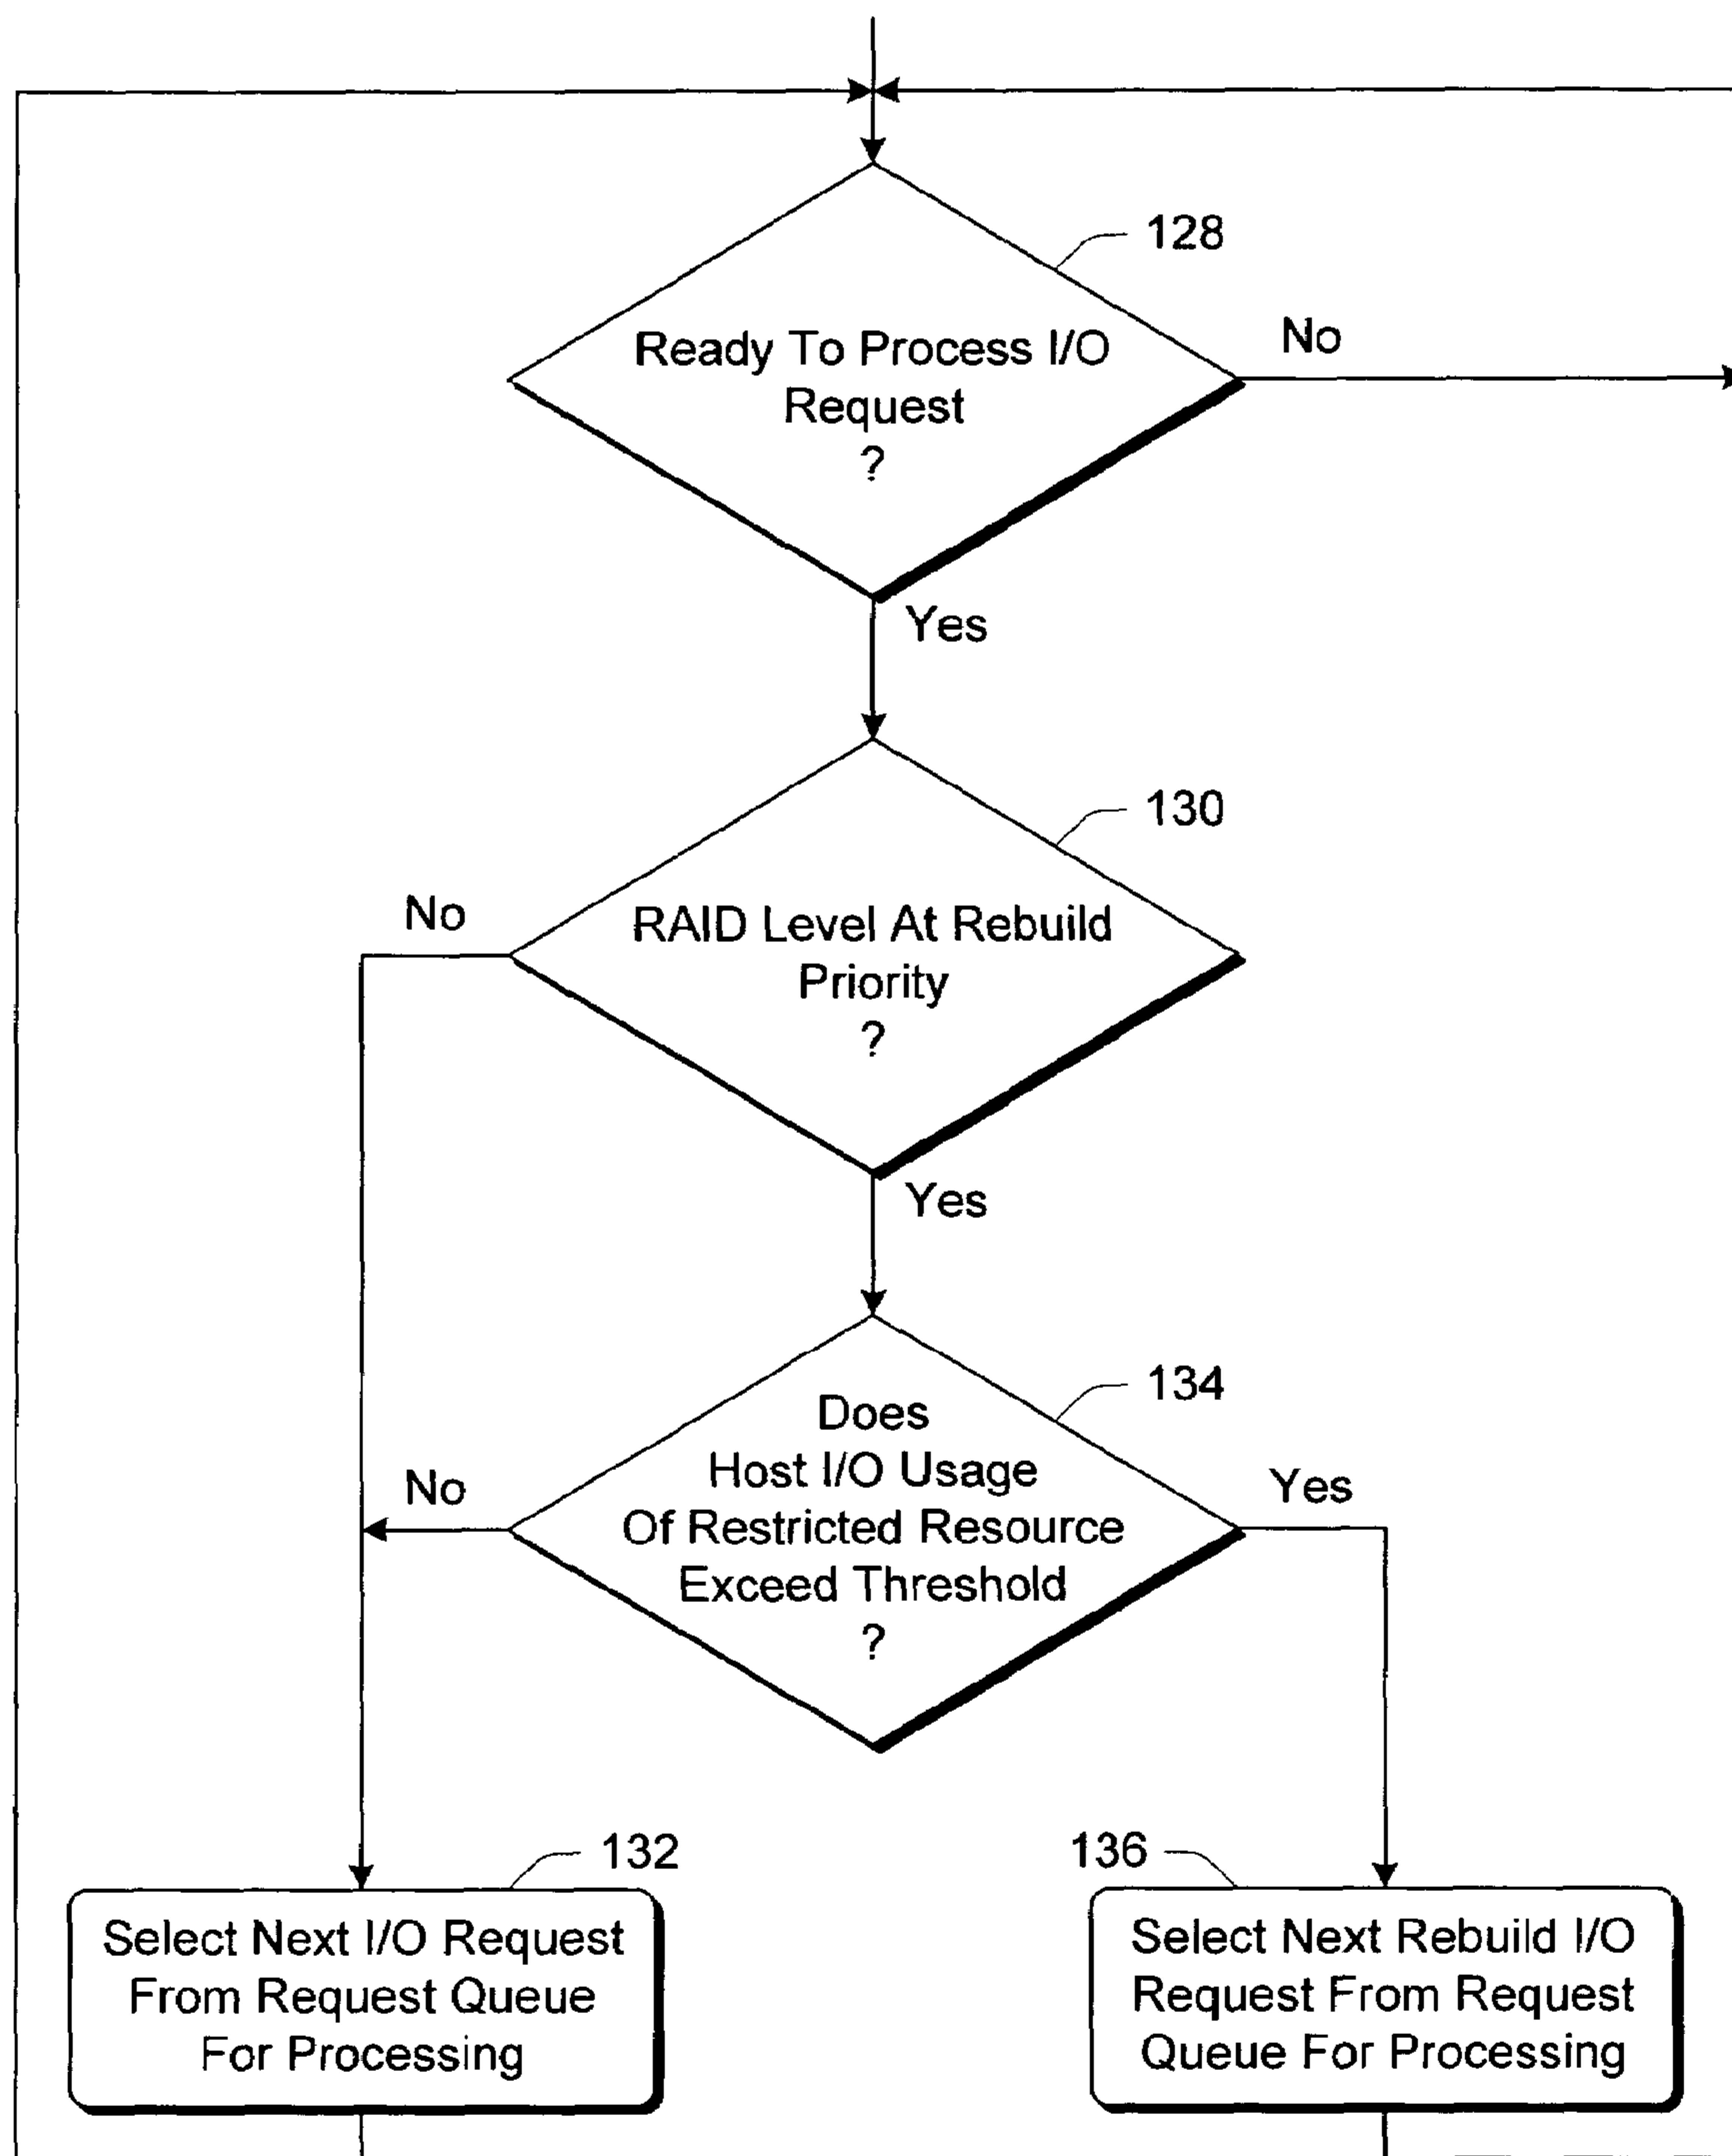 128
Ready To Process I/O
Request
?
No
Yes
130
RAID Level At Rebuild
Priority
?
No
Yes
134
Does
Host I/O Usage
Of Restricted Resource
Exceed Threshold
?
No
Yes
132
Select Next I/O Request
From Request Queue
For Processing
136
Select Next Rebuild I/O
Request From Request
Queue For Processing